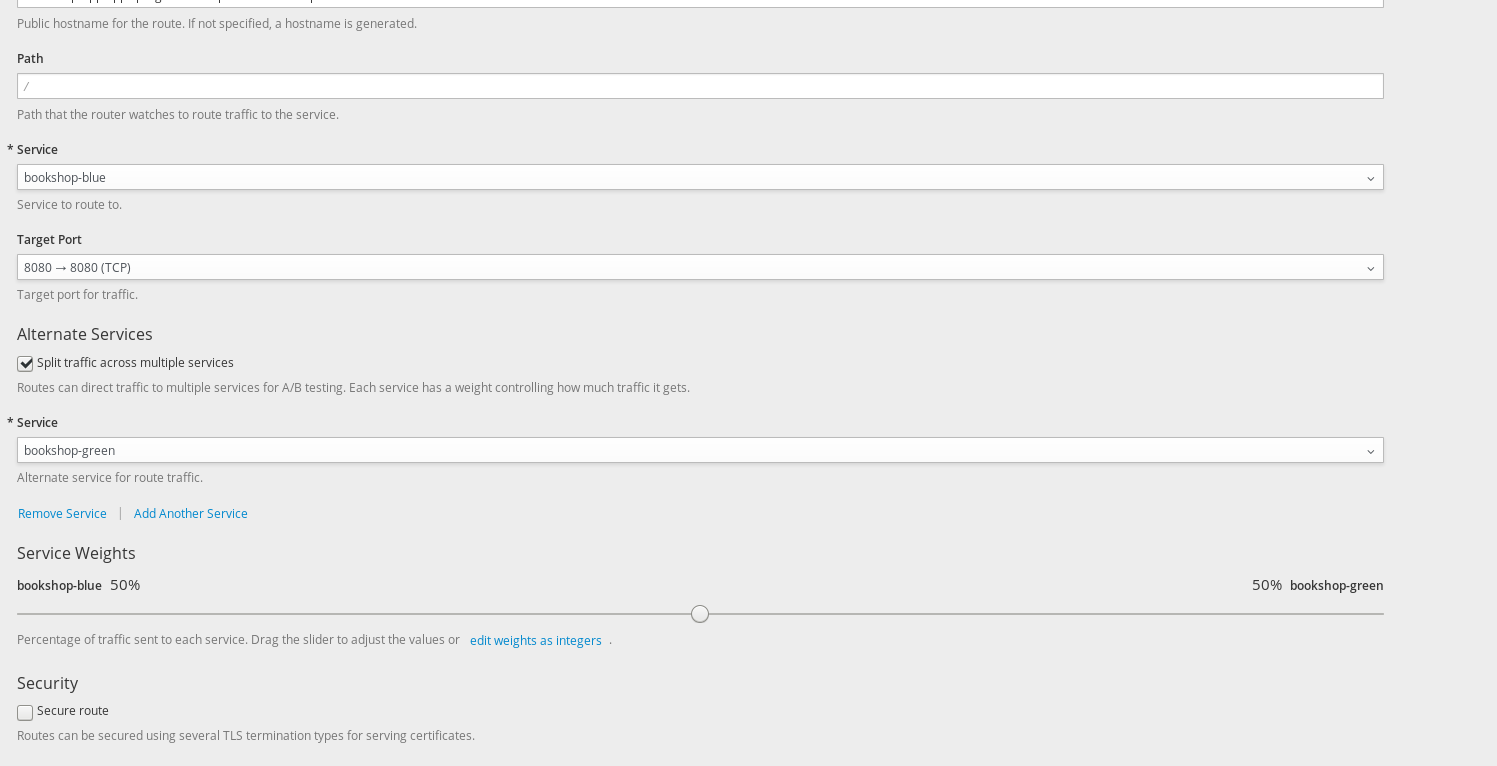 Public hostname for the route. If not specified, a hostname is generated.
Path
/
Path that the router watches to route traffic to the service.
* Service
bookshop-blue
Service to route to.
Target Port
8080 → 8080 (TCP)
Target port for traffic.
Alternate Services
Split traffic across multiple services
Routes can direct traffic to multiple services for A/B testing. Each service has a weight controlling how much traffic it gets.
* Service
bookshop-green
Alternate service for route traffic.
Remove Service | Add Another Service
Service Weights
bookshop-blue 50% 50% bookshop-green
Percentage of traffic sent to each service. Drag the slider to adjust the values or edit weights as integers .
Security
Secure route
Routes can be secured using several TLS termination types for serving certificates.